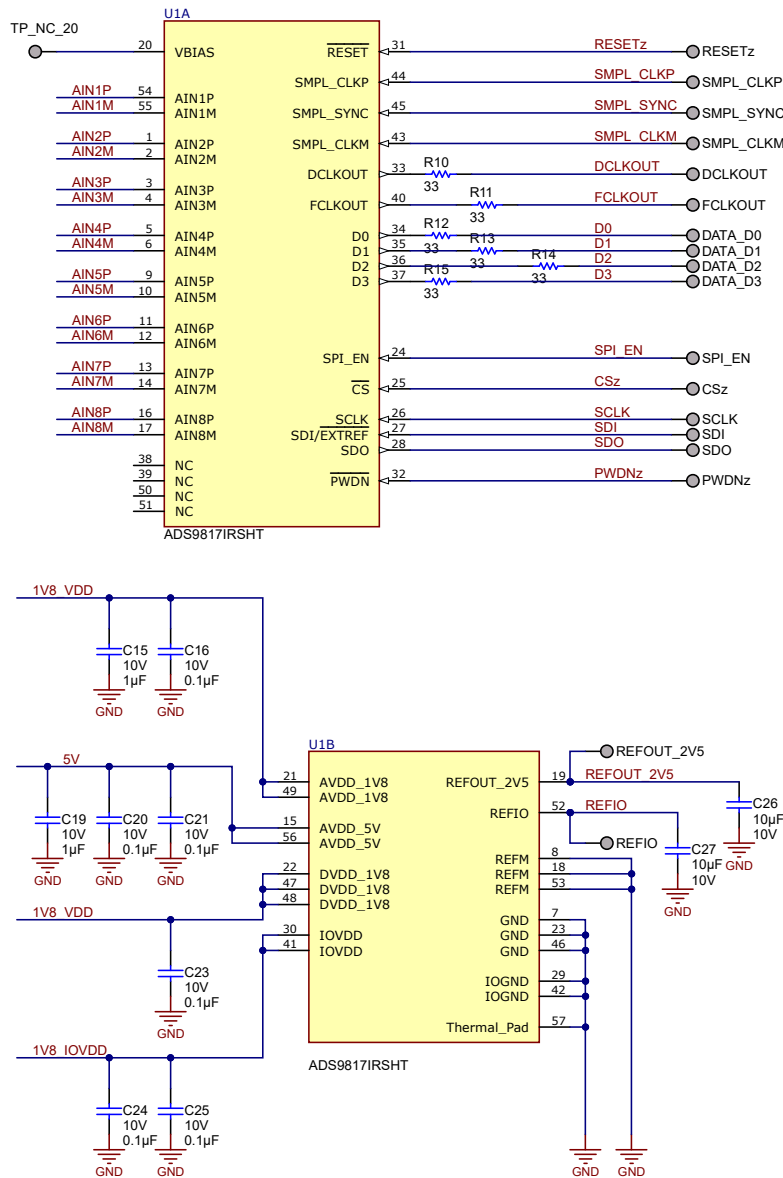 U1A
TP_NC_20
20 VBIAS
RESET 31 RESETz RESETz
SMPL_CLKP 44 SMPL_CLKP SMPL_CLKP
AIN1P 54 AIN1P
AIN1M 55 AIN1M
SMPL_SYNC 45 SMPL_SYNC SMPL_SYNC
AIN2P 1 AIN2P
AIN2M 2 AIN2M
SMPL_CLKM 43 SMPL_CLKM SMPL_CLKM
DCLKOUT 33 R10 33 DCLKOUT DCLKOUT
AIN3P 3 AIN3P
AIN3M 4 AIN3M
FCLKOUT 40 R11 33 FCLKOUT FCLKOUT
AIN4P 5 AIN4P
AIN4M 6 AIN4M
D0 34 R12 33 D0 DATA_D0
D1 35 R13 33 D1 DATA_D1
D2 36 R14 33 D2 DATA_D2
D3 37 R15 33 D3 DATA_D3
AIN5P 9 AIN5P
AIN5M 10 AIN5M
AIN6P 11 AIN6P
AIN6M 12 AIN6M
SPI_EN 24 SPI_EN SPI_EN
AIN7P 13 AIN7P
AIN7M 14 AIN7M
CS 25 CSz CSz
AIN8P 16 AIN8P
AIN8M 17 AIN8M
SCLK 26 SCLK SCLK
SDI/EXTREF 27 SDI SDI
SDO 28 SDO SDO
38 NC
39 NC
50 NC
51 NC
PWDN 32 PWDNz PWDNz
ADS9817IRSHT
1V8_VDD
C15
10V
1µF
GND
C16
10V
0.1µF
GND
5V
C19
10V
1µF
GND
C20
10V
0.1µF
GND
C21
10V
0.1µF
GND
1V8_VDD
C23
10V
0.1µF
GND
1V8_IOVDD
C24
10V
0.1µF
GND
C25
10V
0.1µF
GND
U1B
21 AVDD_1V8
49 AVDD_1V8
15 AVDD_5V
56 AVDD_5V
22 DVDD_1V8
47 DVDD_1V8
48 DVDD_1V8
30 IOVDD
41 IOVDD
REFOUT_2V5 19 REFOUT_2V5
REFOUT_2V5
REFIO 52 REFIO
REFIO
REFM 8
REFM 18
REFM 53
GND 7
GND 23
GND 46
IOGND 29
IOGND 42
Thermal_Pad 57
ADS9817IRSHT
C26
10µF
10V
GND
C27
10µF
10V
GND
GND
GND